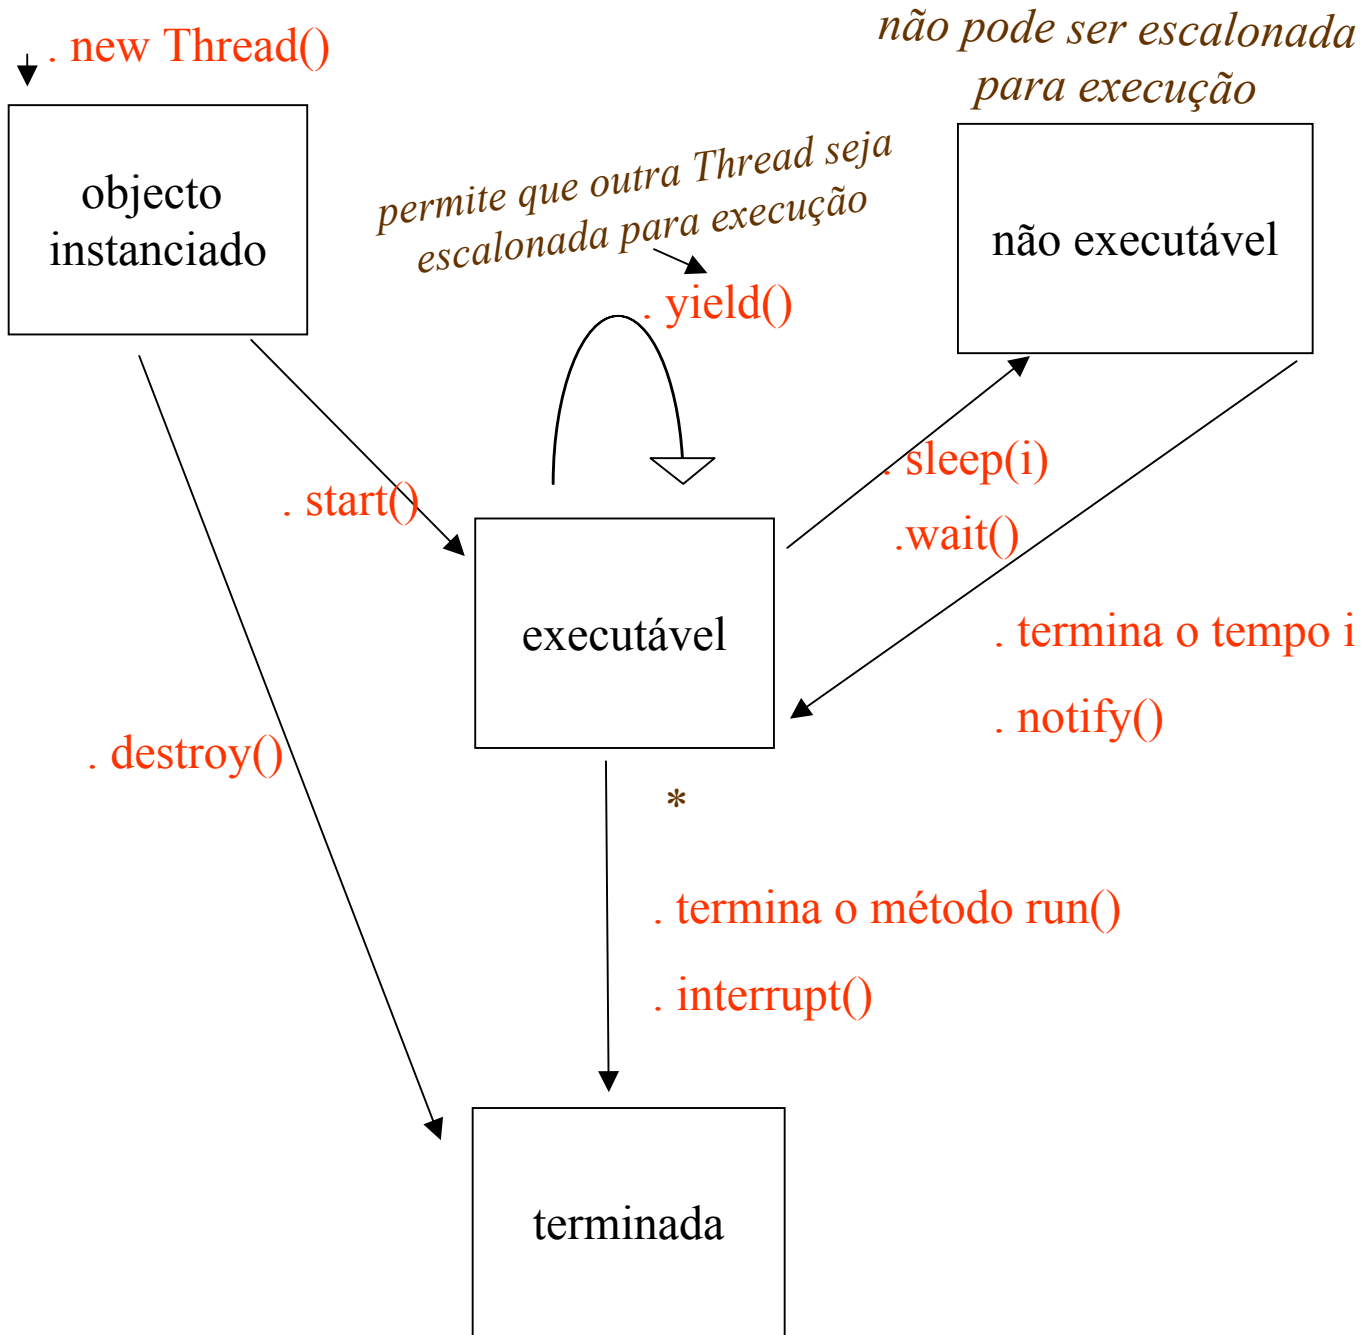 . new Thread()
não pode ser escalonada
para execução
objecto
instanciado
permite que outra Thread seja
escalonada para execução
não executável
. yield()
. sleep(i)
. start()
.wait()
executável
. termina o tempo i
. notify()
. destroy()
*
. termina o método run()
. interrupt()
terminada